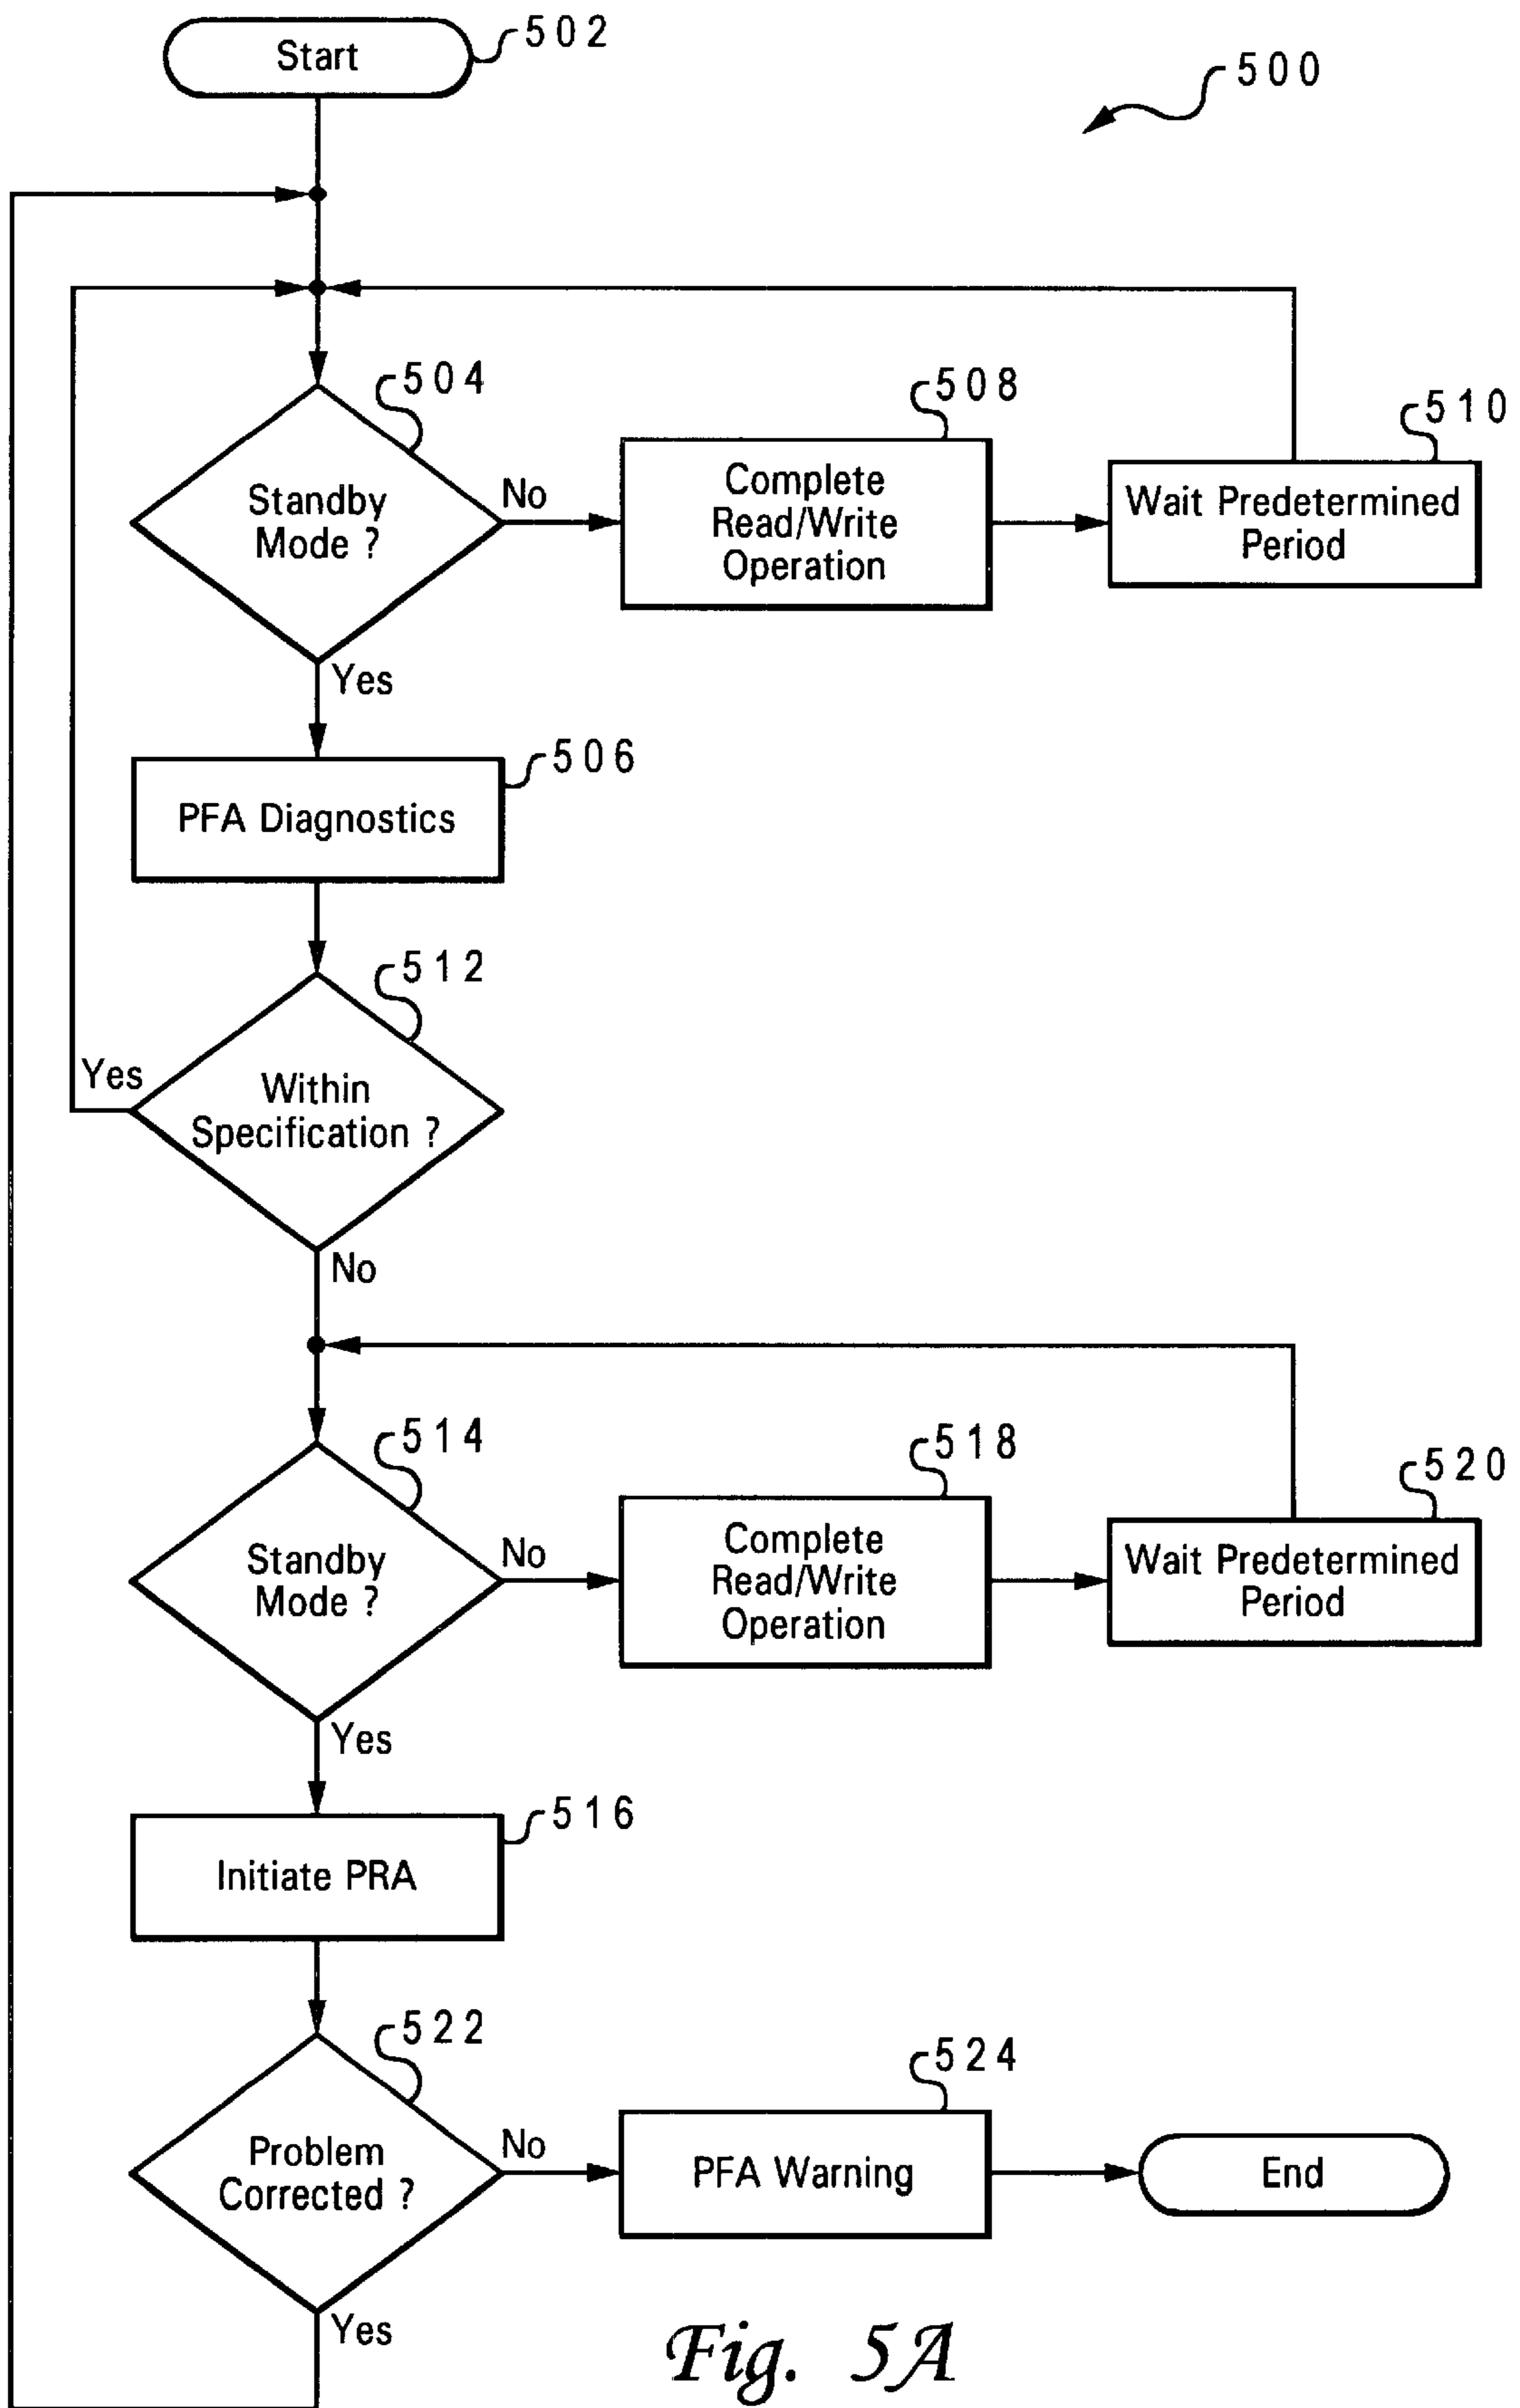 Start
502
500
504
Standby
Mode ?
No
508
Complete
Read/Write
Operation
510
Wait Predetermined
Period
Yes
506
PFA Diagnostics
512
Yes
Within
Specification ?
No
514
Standby
Mode ?
No
518
Complete
Read/Write
Operation
520
Wait Predetermined
Period
Yes
516
Initiate PRA
522
Problem
Corrected ?
No
524
PFA Warning
End
Yes
Fig. 5A